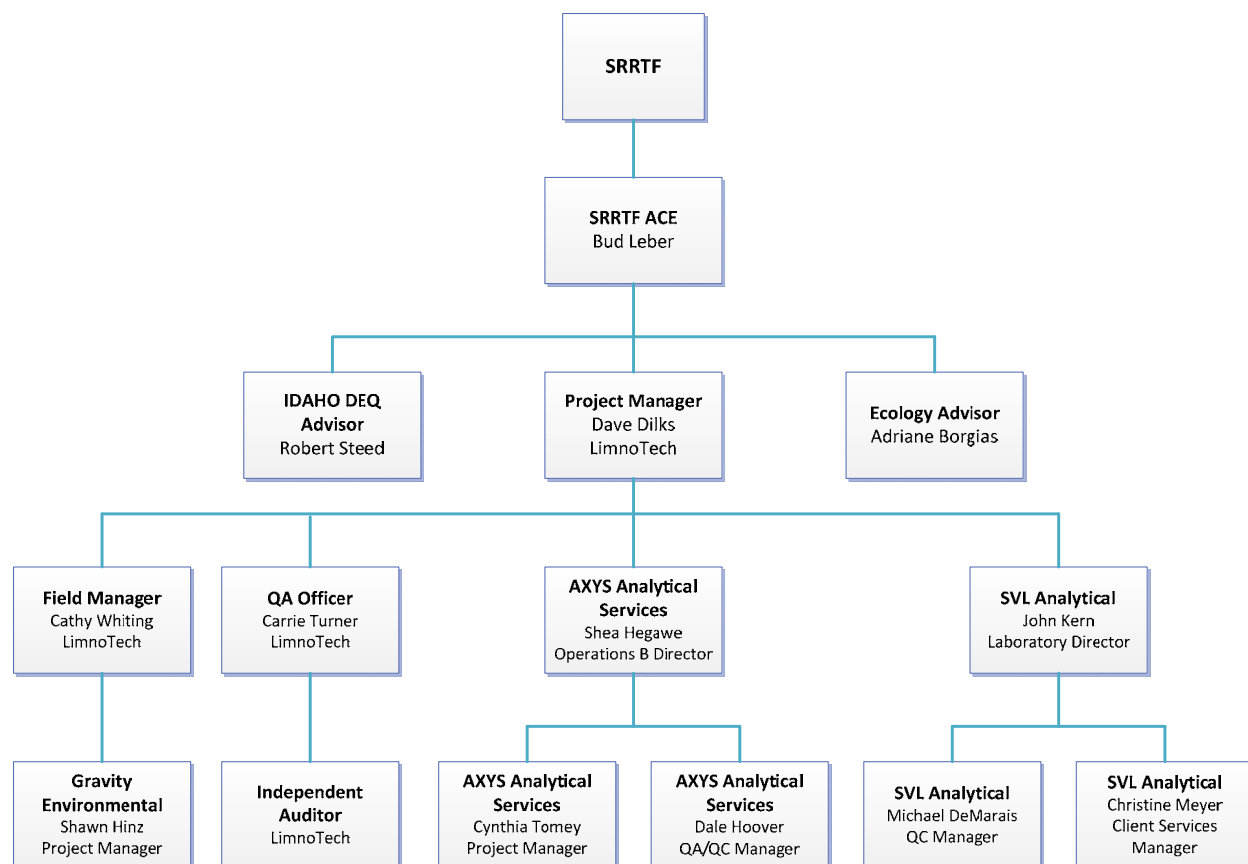 SRRTF
SRRTF ACE
Bud Leber
IDAHO DEQ
Advisor
Robert Steed
Project Manager
Dave Dilks
LimnoTech
Ecology Advisor
Adriane Borgias
Field Manager
Cathy Whiting
LimnoTech
QA Officer
Carrie Turner
LimnoTech
AXYS Analytical
Services
Shea Hegawe
Operations B Director
SVL Analytical
John Kern
Laboratory Director
Gravity
Environmental
Shawn Hinz
Project Manager
Independent
Auditor
LimnoTech
AXYS Analytical
Services
Cynthia Tomey
Project Manager
AXYS Analytical
Services
Dale Hoover
QA/QC Manager
SVL Analytical
Michael DeMarais
QC Manager
SVL Analytical
Christine Meyer
Client Services
Manager